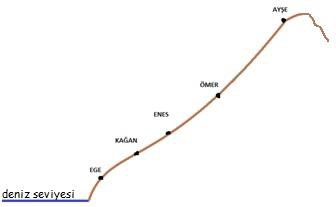 AYŞE
ÖMER
ENES
KAĞAN
EGE
deniz seviyesi